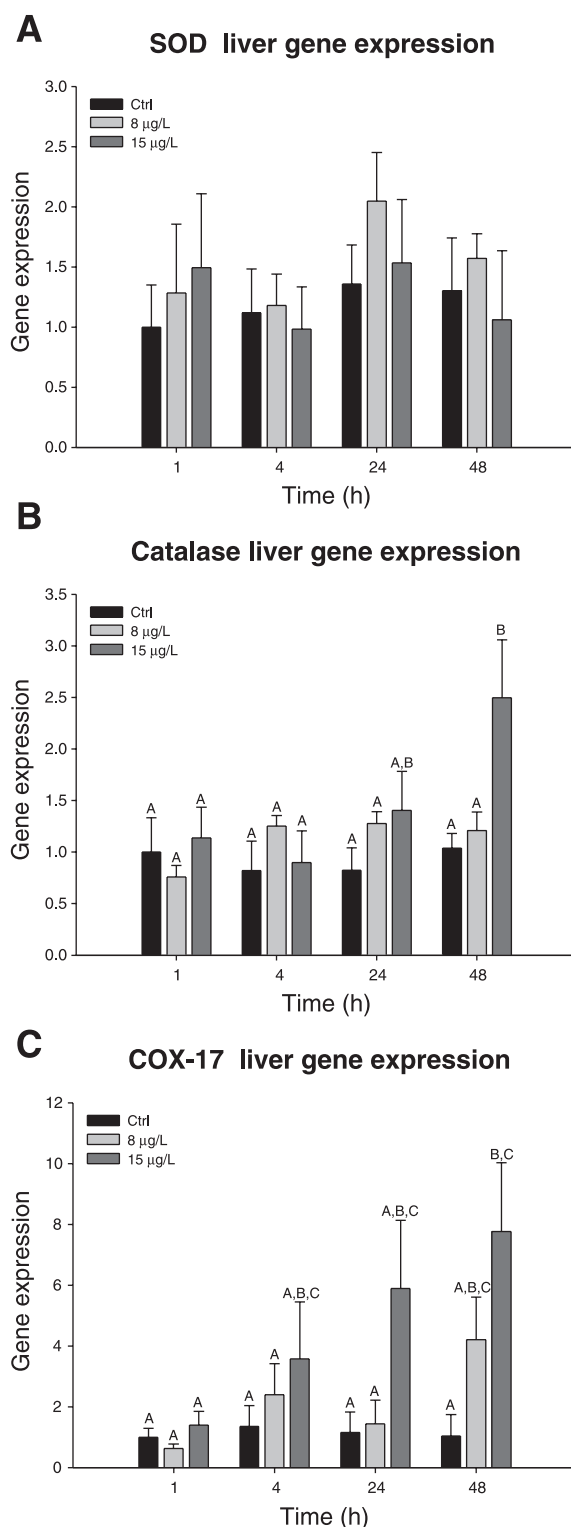 A
SOD liver gene expression
3.0
2.5
2.0
1.5
1.0
0.5
0.0
Gene expression
Ctrl
8 μg/L
15 μg/L
1 4 24 48
Time (h)
B
Catalase liver gene expression
3.5
3.0
2.5
2.0
1.5
1.0
0.5
0.0
Gene expression
Ctrl
8 μg/L
15 μg/L
A A A A A A A A A,B A A B
1 4 24 48
Time (h)
C
COX-17 liver gene expression
12
10
8
6
4
2
0
Gene expression
Ctrl
8 μg/L
15 μg/L
A A A A A A,B,C A A A,B,C A A,B,C B,C
1 4 24 48
Time (h)